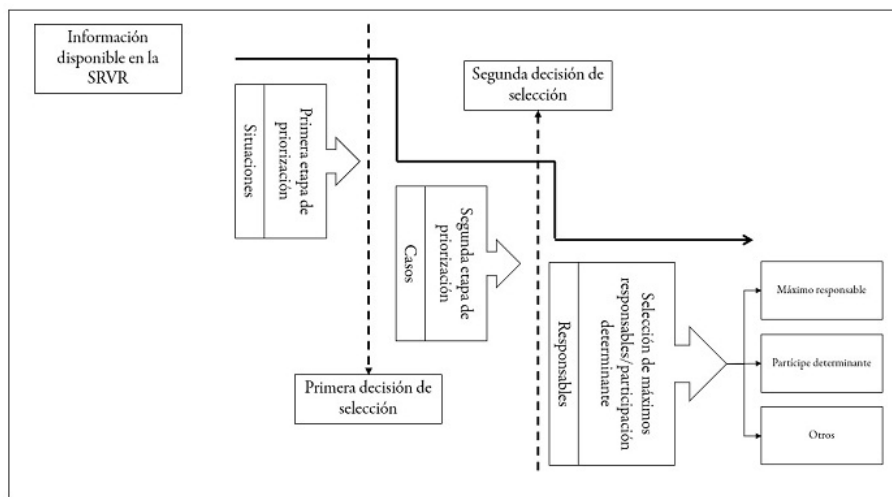 Información
disponible en la
SRVR
Segunda decisión de
selección
Situaciones
Primera etapa de
priorización
Casos
Segunda etapa de
priorización
Primera decisión de
selección
Responsables
Selección de máximos
responsables/participación
determinante
Máximo responsable
Partícipe determinante
Otros